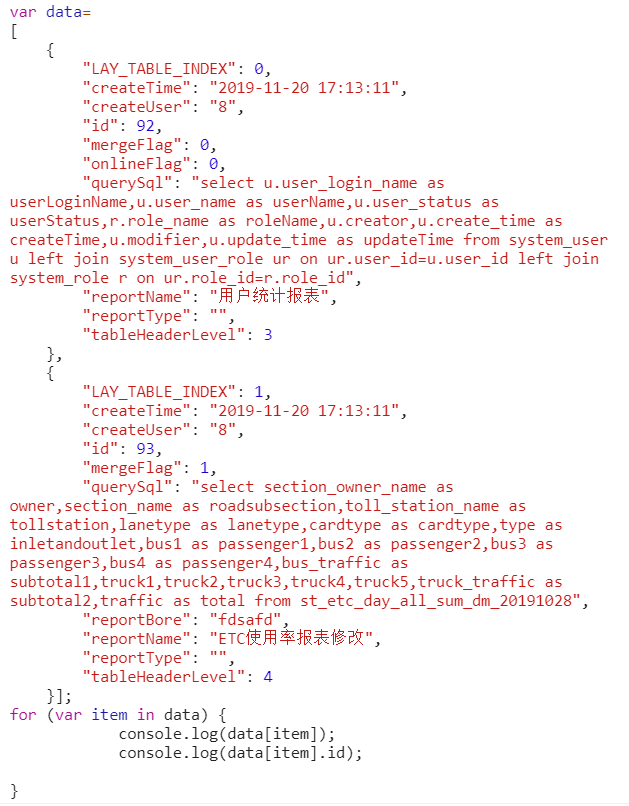 var data=
[
    {
        "LAY_TABLE_INDEX": 0,
        "createTime": "2019-11-20 17:13:11",
        "createUser": "8",
        "id": 92,
        "mergeFlag": 0,
        "onlineFlag": 0,
        "querySql": "select u.user_login_name as
userLoginName,u.user_name as userName,u.user_status as
userStatus,r.role_name as roleName,u.creator,u.create_time as
createTime,u.modifier,u.update_time as updateTime from system_user
u left join system_user_role ur on ur.user_id=u.user_id left join
system_role r on ur.role_id=r.role_id",
        "reportName": "用户统计报表",
        "reportType": "",
        "tableHeaderLevel": 3
    },
    {
        "LAY_TABLE_INDEX": 1,
        "createTime": "2019-11-20 17:13:11",
        "createUser": "8",
        "id": 93,
        "mergeFlag": 1,
        "querySql": "select section_owner_name as
owner,section_name as roadsubsection,toll_station_name as
tollstation,lanetype as lanetype,cardtype as cardtype,type as
inletandoutlet,bus1 as passenger1,bus2 as passenger2,bus3 as
passenger3,bus4 as passenger4,bus_traffic as
subtotal1,truck1,truck2,truck3,truck4,truck5,truck_traffic as
subtotal2,traffic as total from st_etc_day_all_sum_dm_20191028",
        "reportBore": "fdsafd",
        "reportName": "ETC使用率报表修改",
        "reportType": "",
        "tableHeaderLevel": 4
    }];
for (var item in data) {
            console.log(data[item]);
            console.log(data[item].id);
}